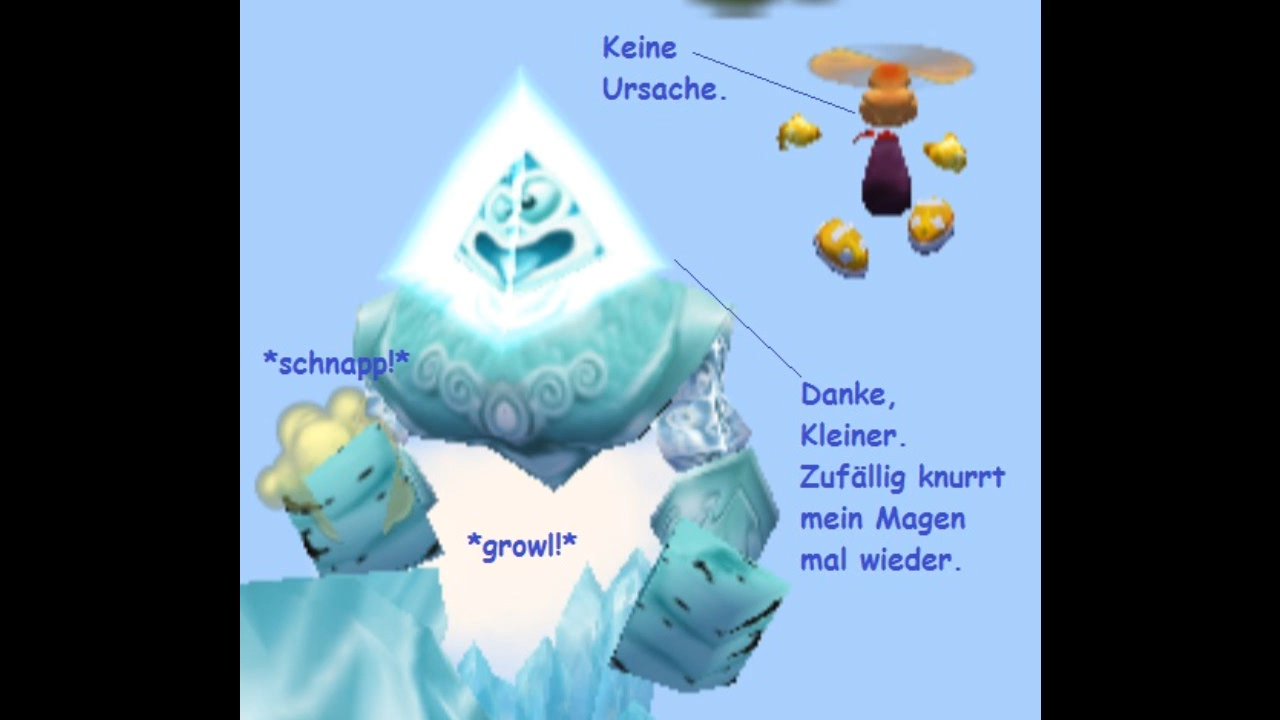 Keine
Ursache.
*schnapp!*
Danke,
Kleiner.
Zufällig knurrt
mein Magen
mal wieder.
*growl!*